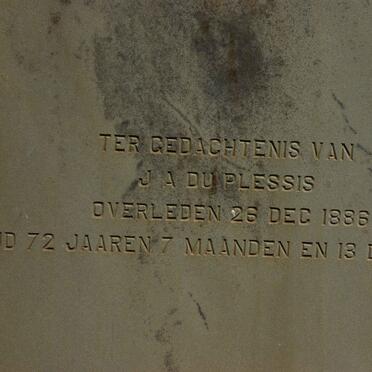 TER GEDACHTENIS VAN
J A DU PLESSIS
OVERLEDEN 26 DEC 1886
72 JAAREN 7 MAANDEN EN 13